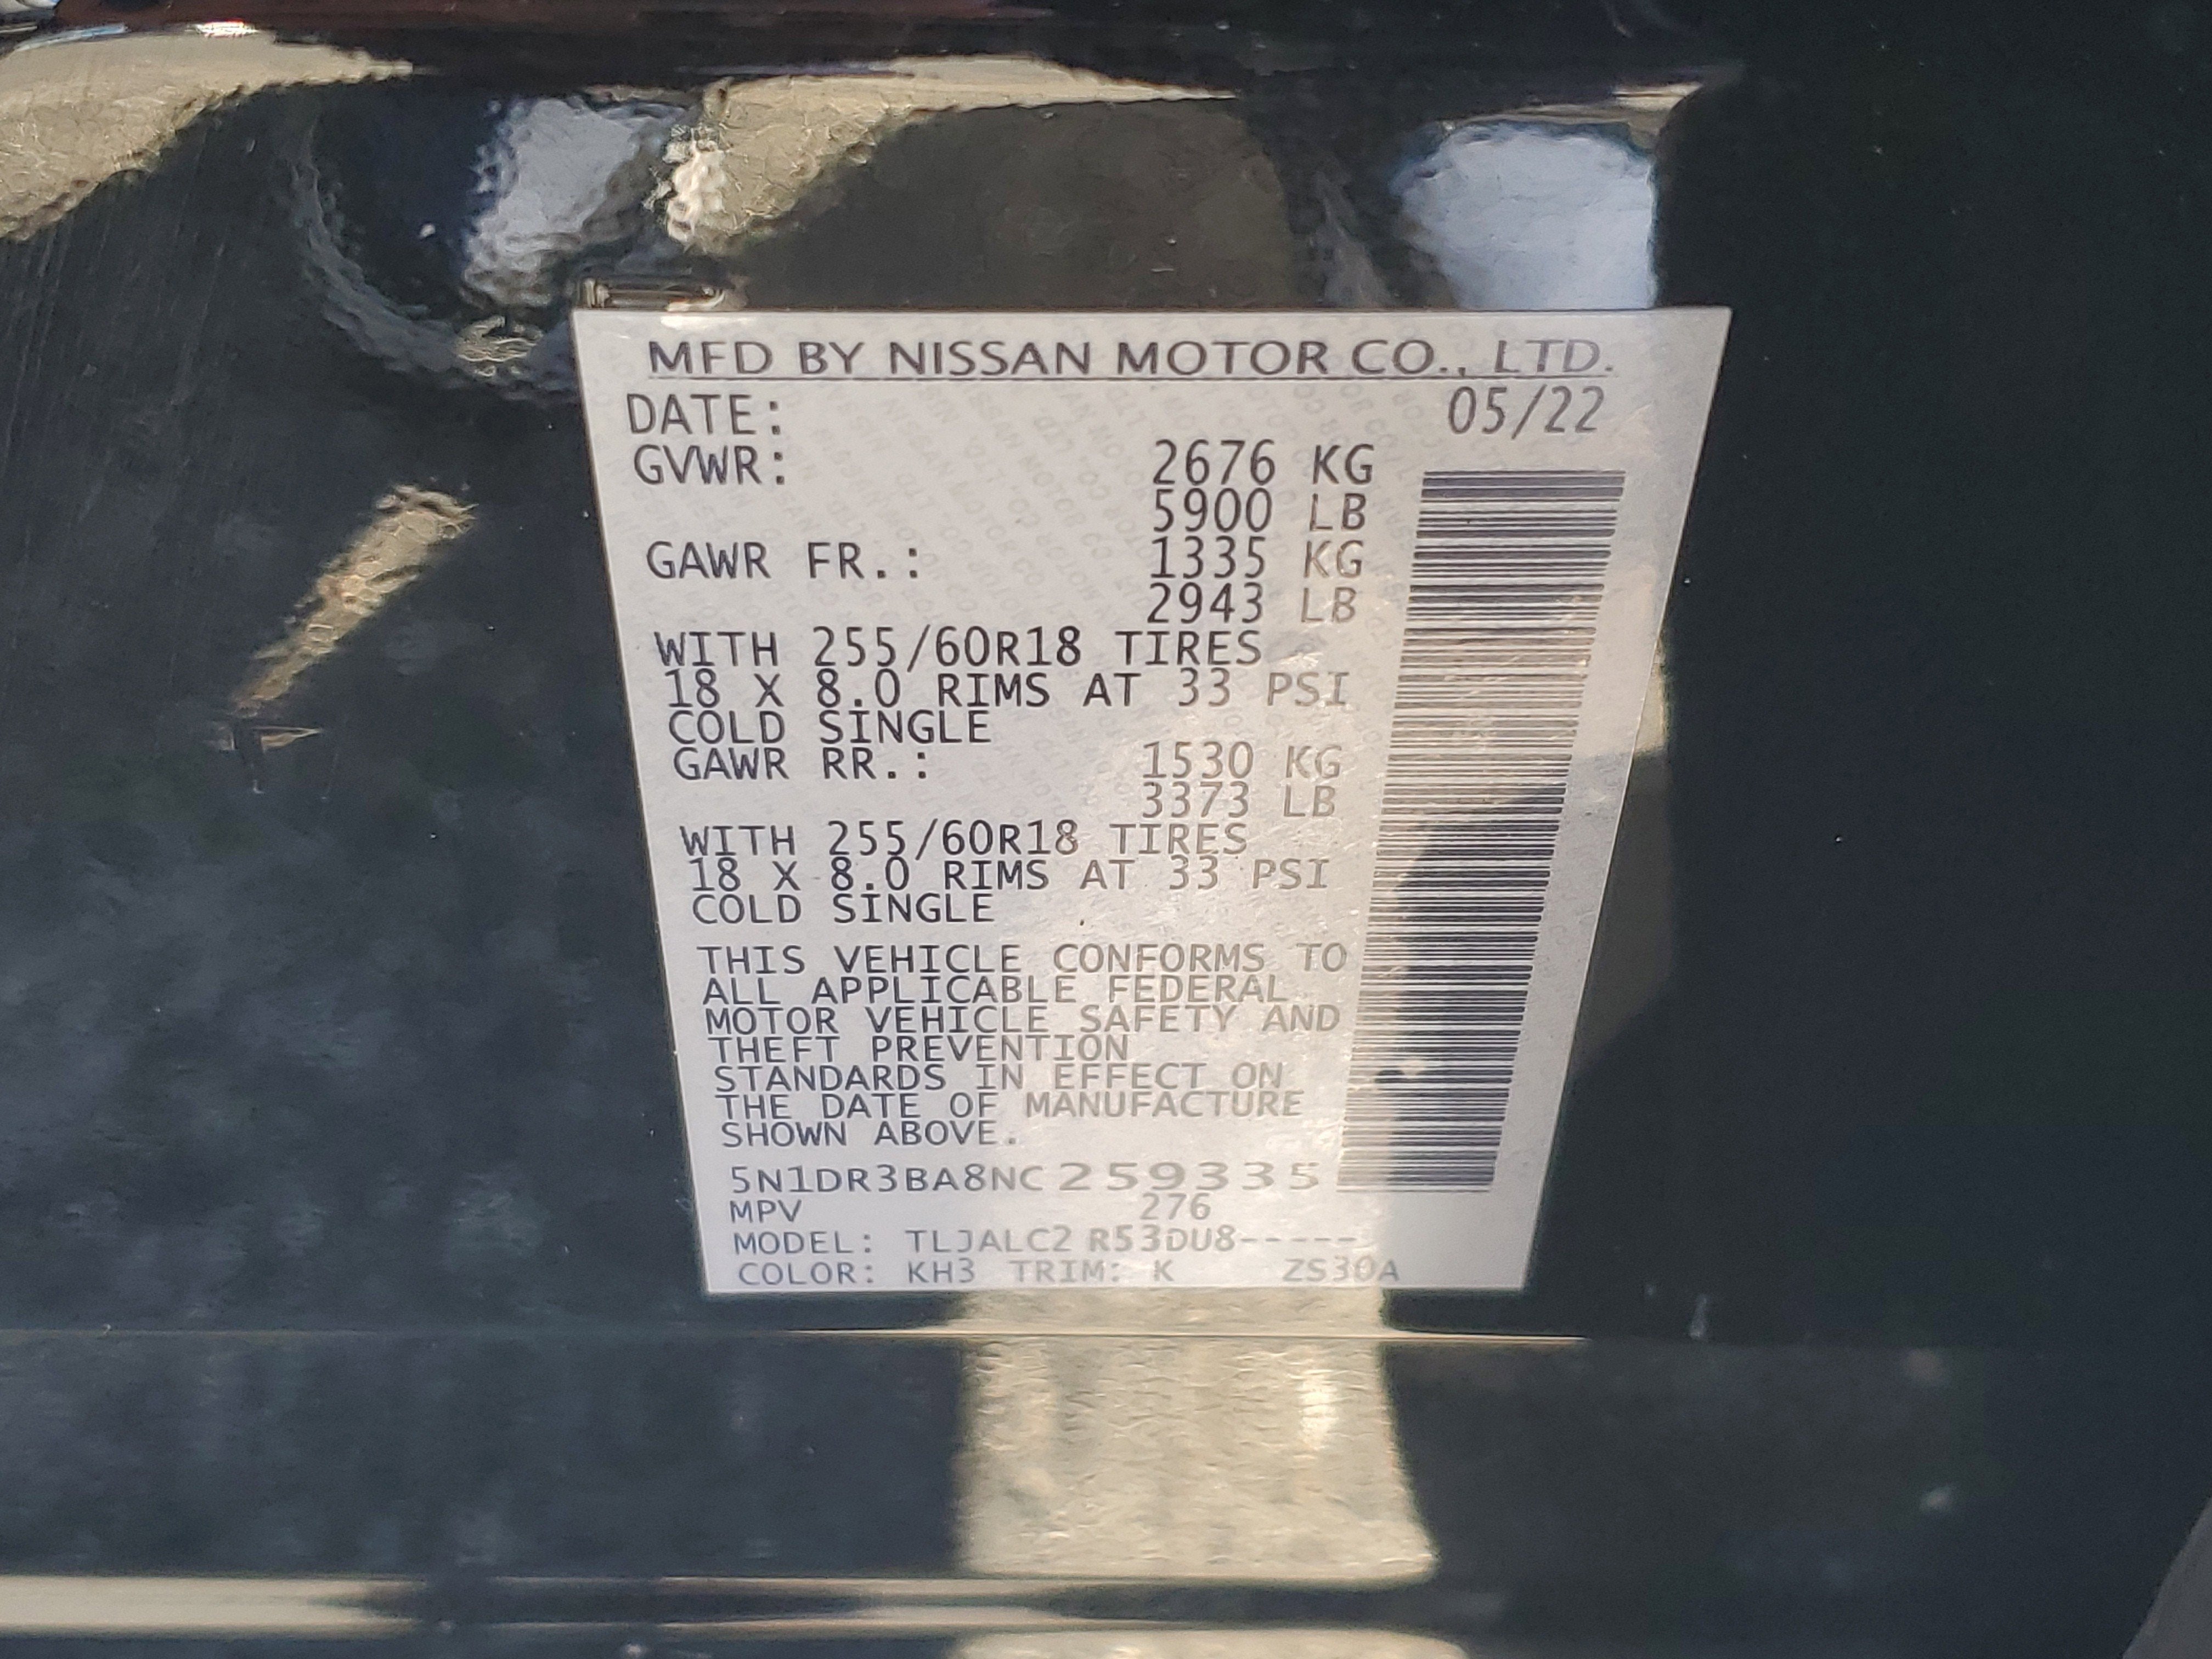 MFD BY NISSAN MOTOR CO., LTD.
DATE: 05/22
GVWR: 2676 KG
5900 LB
GAWR FR.: 1335 KG
2943 LB
WITH 255/60R18 TIRES
18 X 8.0 RIMS AT 33 PSI
COLD SINGLE
GAWR RR.: 1530 KG
3373 LB
WITH 255/60R18 TIRES
18 X 8.0 RIMS AT 33 PSI
COLD SINGLE
THIS VEHICLE CONFORMS TO
ALL APPLICABLE FEDERAL
MOTOR VEHICLE SAFETY AND
THEFT PREVENTION
STANDARDS IN EFFECT ON
THE DATE OF MANUFACTURE
SHOWN ABOVE.
5N1DR3BA8NC259335
MPV 276
MODEL: TLJALC2 R53DU8-----
COLOR: KH3 TRIM: K ZS30A